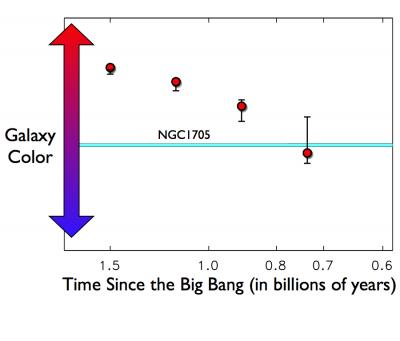 NGC1705
Galaxy
Color
1.5 1.0 0.8 0.7 0.6
Time Since the Big Bang (in billions of years)